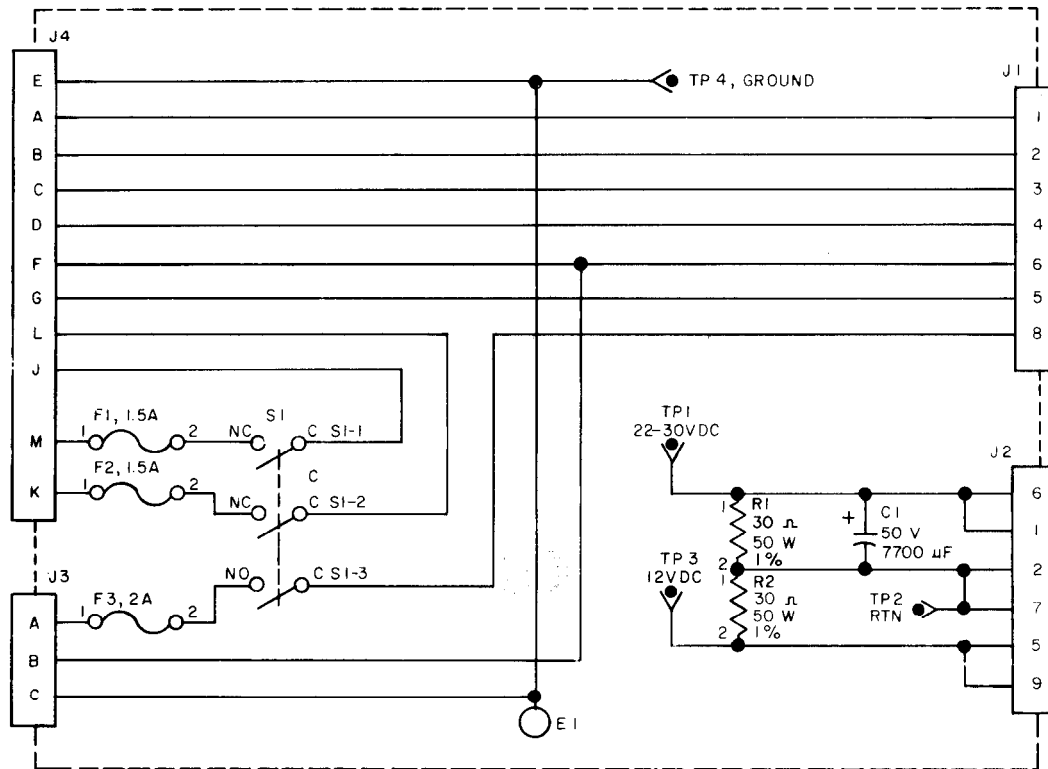 J4
E
A
B
C
D
F
G
L
J
M
K
J3
A
B
C
TP 4, GROUND
J1
1
2
3
4
6
5
8
F1, 1.5A
1
2
NC
S1
C S1-1
F2, 1.5A
1
2
C
NC
C S1-2
F3, 2A
1
2
NO
C S1-3
E1
TP1
22-30VDC
1
R1
30 Ω
50 W
1%
2
+
C1
50 V
7700 µF
TP 3
12VDC
1
R2
30 Ω
50 W
1%
2
TP2
RTN
J2
6
1
2
7
5
9